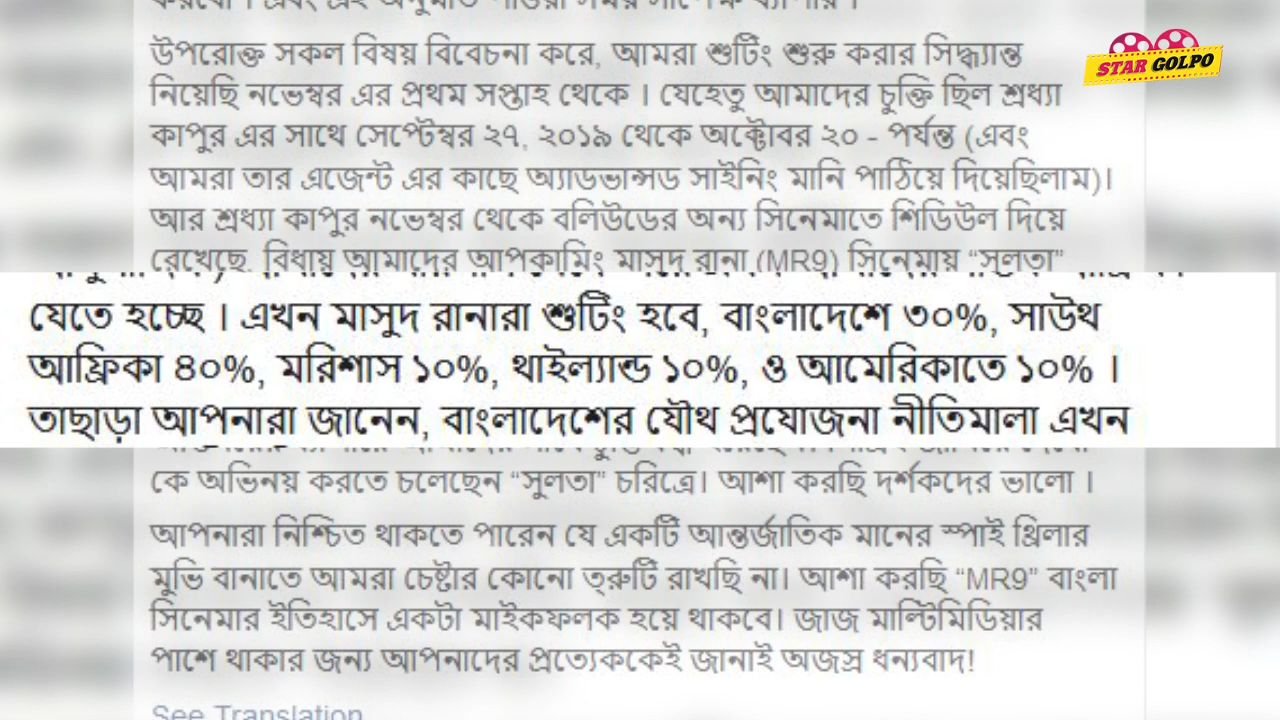 উপরোক্ত সকল বিষয় বিবেচনা করে, আমরা শুটিং শুরু করার সিদ্ধ্যান্ত
STAR GOLPO
নিয়েছি নভেম্বর এর প্রথম সপ্তাহ থেকে । যেহেতু আমাদের চুক্তি ছিল শ্রধ্যা
কাপুর এর সাথে সেপ্টেম্বর ২৭, ২০১৯ থেকে অক্টোবর ২০ - পর্যন্ত (এবং
আমরা তার এজেন্ট এর কাছে অ্যাডভান্সড সাইনিং মানি পাঠিয়ে দিয়েছিলাম)।
আর শ্রধ্যা কাপুর নভেম্বর থেকে বলিউডের অন্য সিনেমাতে শিডিউল দিয়ে
রেখেছে, বিধায় আমাদের আপকামিং মাসুদ রানা (MR9) সিনেমায় “সুলতা”
যেতে হচ্ছে । এখন মাসুদ রানারা শুটিং হবে, বাংলাদেশে ৩০%, সাউথ
আফ্রিকা ৪০%, মরিশাস ১০%, থাইল্যান্ড ১০%, ও আমেরিকাতে ১০% ।
তাছাড়া আপনারা জানেন, বাংলাদেশের যৌথ প্রযোজনা নীতিমালা এখন
কে অভিনয় করতে চলেছেন “সুলতা” চরিত্রে। আশা করছি দর্শকদের ভালো ।
আপনারা নিশ্চিত থাকতে পারেন যে একটি আন্তর্জাতিক মানের স্পাই থ্রিলার
মুভি বানাতে আমরা চেষ্টার কোনো ত্রুটি রাখছি না। আশা করছি “MR9” বাংলা
সিনেমার ইতিহাসে একটা মাইকফলক হয়ে থাকবে। জাজ মাল্টিমিডিয়ার
পাশে থাকার জন্য আপনাদের প্রত্যেককেই জানাই অজস্র ধন্যবাদ!
See Translation